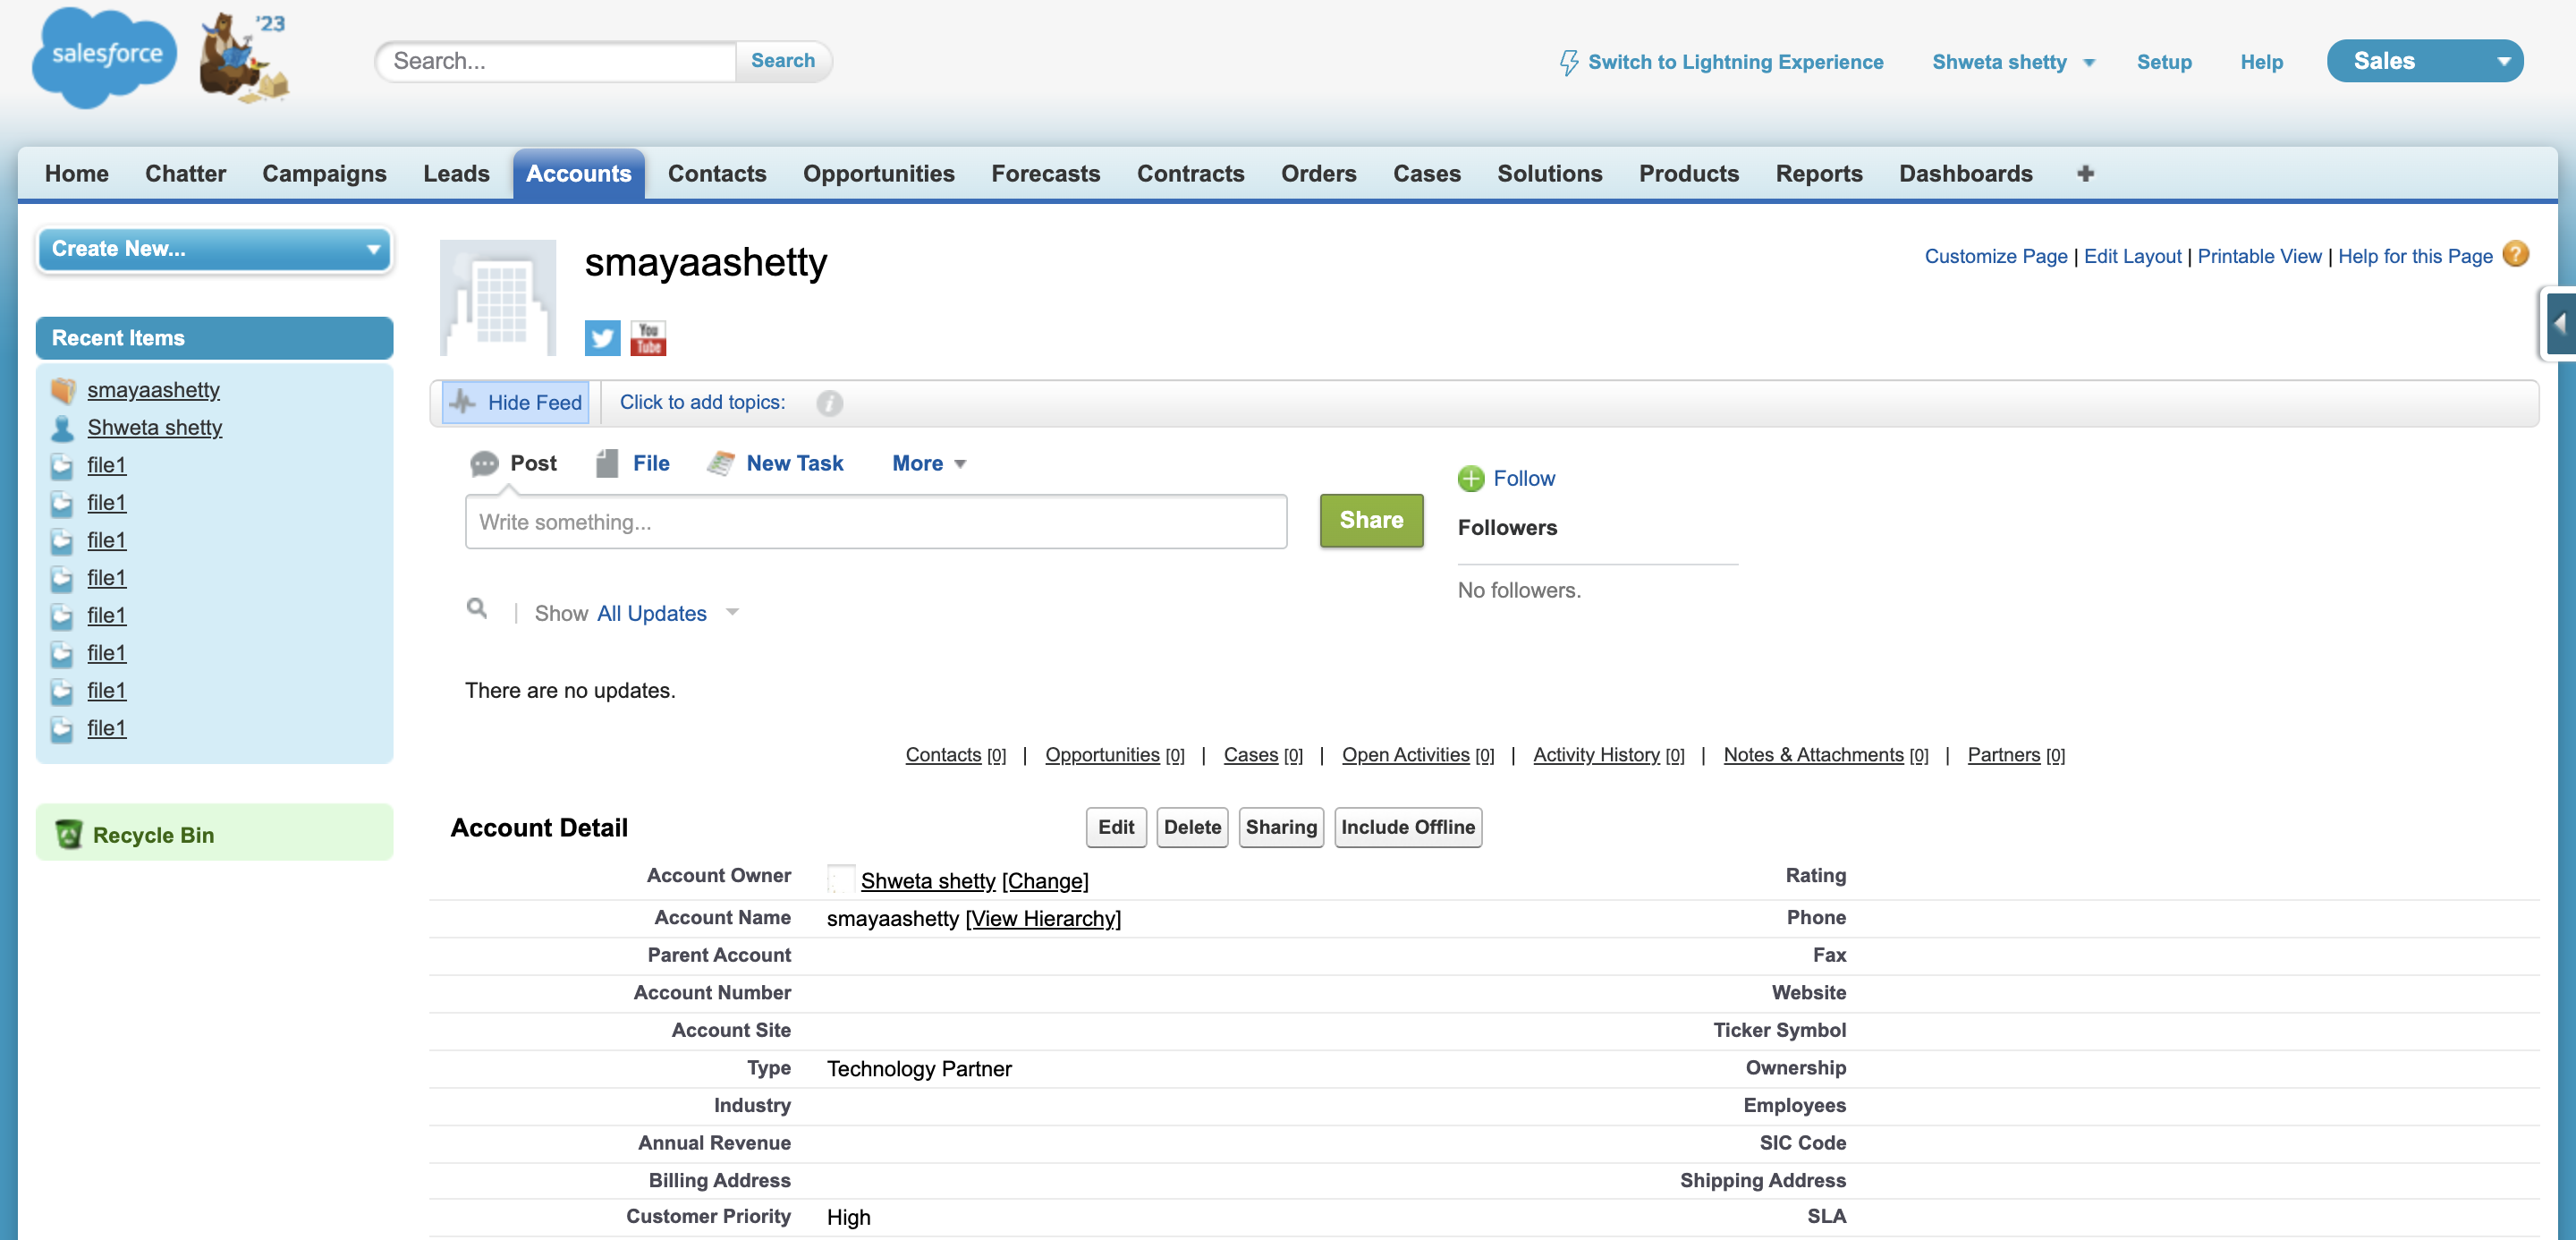 salesforce '23
Search... Search
Switch to Lightning Experience Shweta shetty Setup Help Sales
Home Chatter Campaigns Leads Accounts Contacts Opportunities Forecasts Contracts Orders Cases Solutions Products Reports Dashboards +
Create New...
smayaashetty
Customize Page | Edit Layout | Printable View | Help for this Page ?
You Tube
Recent Items
smayaashetty
Shweta shetty
file1
file1
file1
file1
file1
file1
file1
file1
Recycle Bin
Hide Feed Click to add topics: i
Post File New Task More
Write something... Share
Follow
Followers
No followers.
Show All Updates
There are no updates.
Contacts [0] | Opportunities [0] | Cases [0] | Open Activities [0] | Activity History [0] | Notes & Attachments [0] | Partners [0]
Account Detail Edit Delete Sharing Include Offline
Account Owner Shweta shetty [Change] Rating
Account Name smayaashetty [View Hierarchy] Phone
Parent Account Fax
Account Number Website
Account Site Ticker Symbol
Type Technology Partner Ownership
Industry Employees
Annual Revenue SIC Code
Billing Address Shipping Address
Customer Priority High SLA